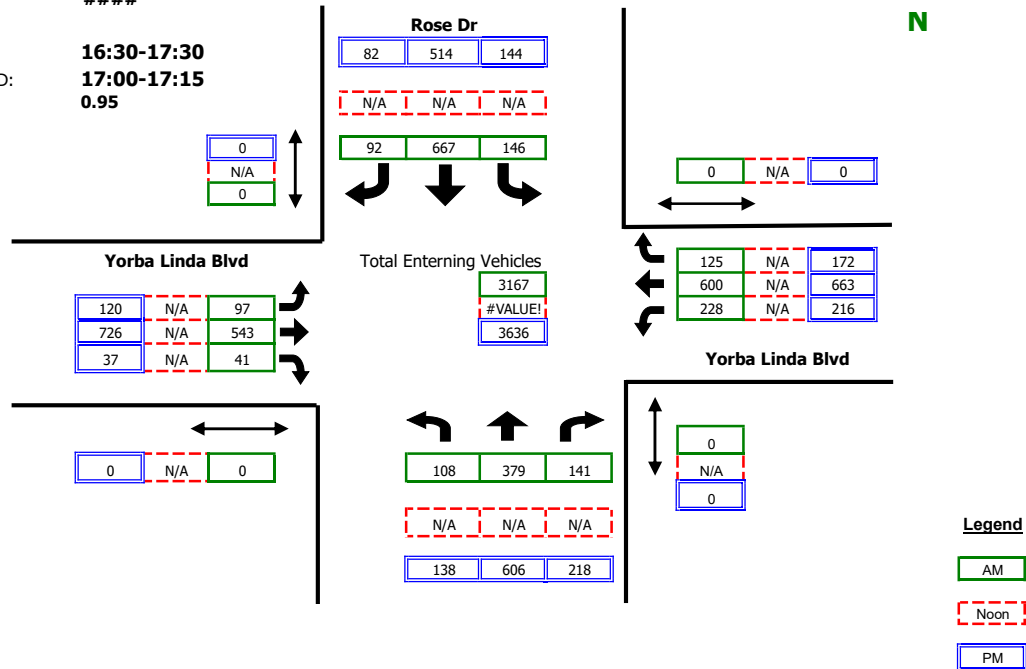 ####
Rose Dr
N
16:30-17:30
82 514 144
D:
17:00-17:15
0.95
N/A N/A N/A
0
92 667 146
N/A
0 N/A 0
0
Yorba Linda Blvd
Total Enterning Vehicles
125 N/A 172
3167
600 N/A 663
120 N/A 97
#VALUE!
228 N/A 216
726 N/A 543
3636
37 N/A 41
Yorba Linda Blvd
0
108 379 141
0 N/A 0
N/A
0
N/A N/A N/A
Legend
138 606 218
AM
Noon
PM